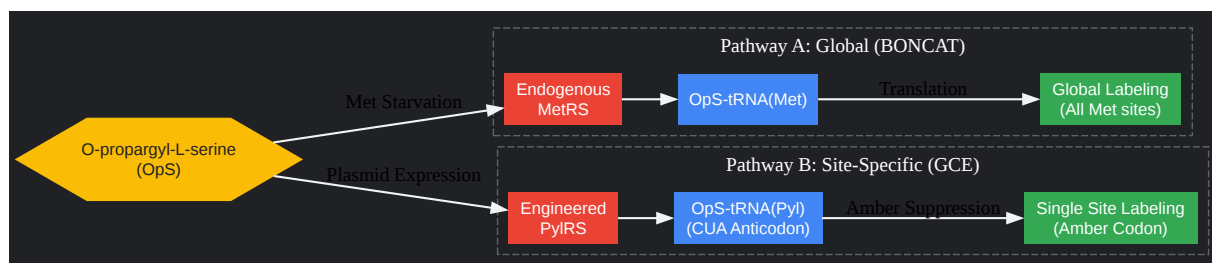 O-propargyl-L-serine
(OpS)
Met Starvation
Plasmid Expression
Pathway A: Global (BONCAT)
Endogenous
MetRS
OpS-tRNA(Met)
Translation
Global Labeling
(All Met sites)
Pathway B: Site-Specific (GCE)
Engineered
PylRS
OpS-tRNA(Pyl)
(CUA Anticodon)
Amber Suppression
Single Site Labeling
(Amber Codon)